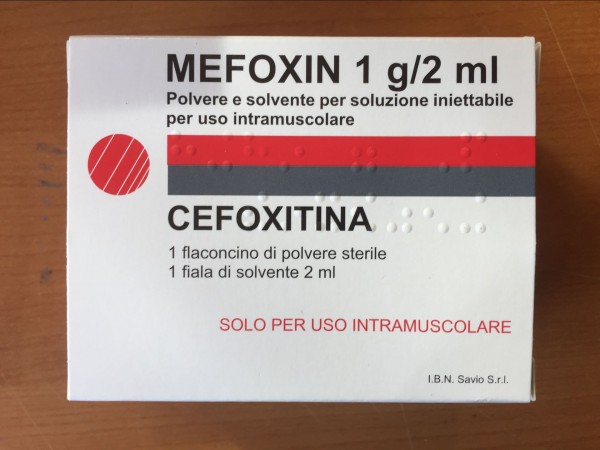 MEFOXIN 1 g/2 ml
Polvere e solvente per soluzione iniettabile
per uso intramuscolare
CEFOXITINA
1 flaconcino di polvere sterile
1 fiala di solvente 2 ml
SOLO PER USO INTRAMUSCOLARE
I.B.N. Savio S.r.l.